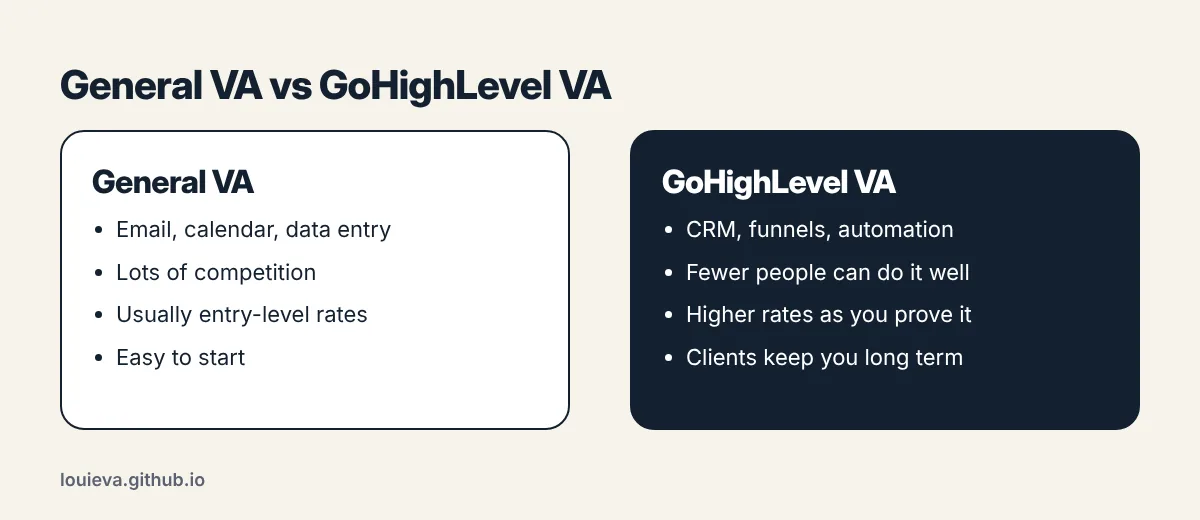 General VA vs GoHighLevel VA
General VA
• Email, calendar, data entry
• Lots of competition
• Usually entry-level rates
• Easy to start
GoHighLevel VA
• CRM, funnels, automation
• Fewer people can do it well
• Higher rates as you prove it
• Clients keep you long term
louieva.github.io